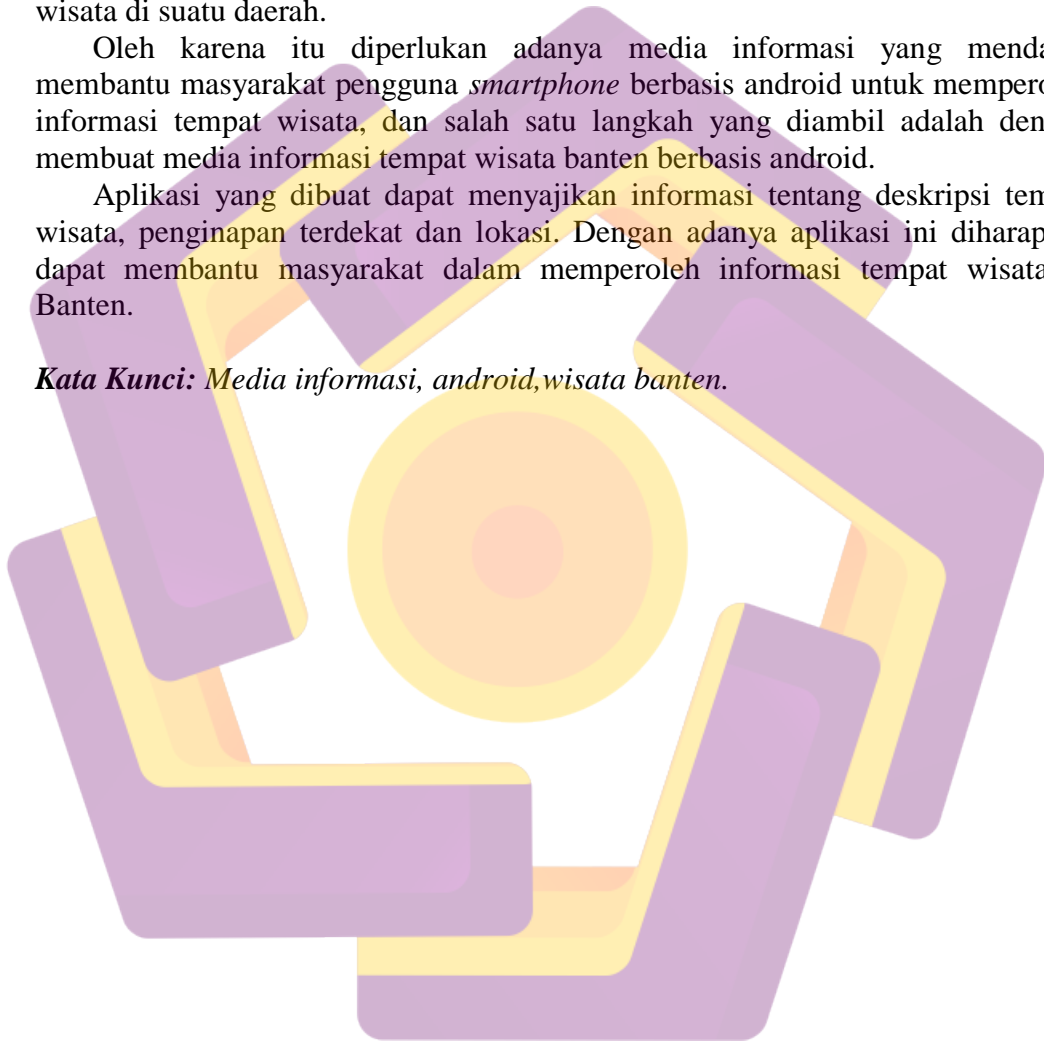 wisata di suatu daerah.
Oleh karena itu diperlukan adanya media informasi yang menda
membantu masyarakat pengguna smartphone berbasis android untuk mempero
informasi tempat wisata, dan salah satu langkah yang diambil adalah den
membuat media informasi tempat wisata banten berbasis android.
Aplikasi yang dibuat dapat menyajikan informasi tentang deskripsi tem
wisata, penginapan terdekat dan lokasi. Dengan adanya aplikasi ini diharap
dapat membantu masyarakat dalam memperoleh informasi tempat wisata
Banten.
Kata Kunci: Media informasi, android,wisata banten.